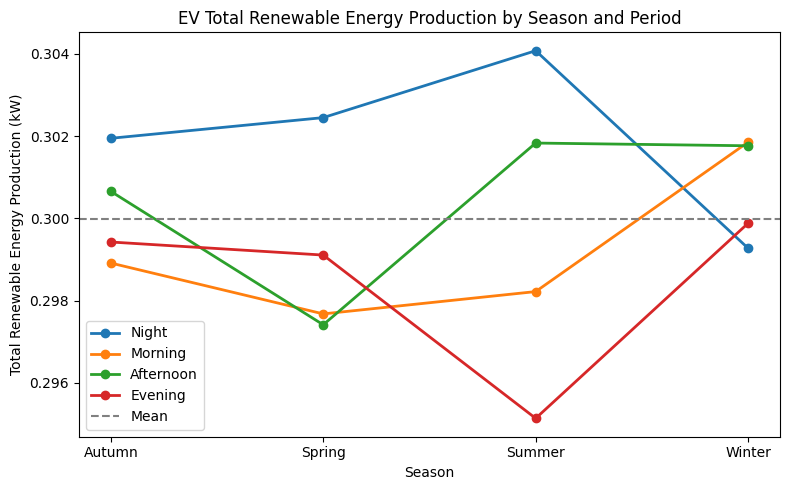 EV Total Renewable Energy Production by Season and Period
Total Renewable Energy Production (kW)
0.304
0.302
0.300
0.298
0.296
Night
Morning
Afternoon
Evening
Mean
Autumn
Spring
Summer
Winter
Season